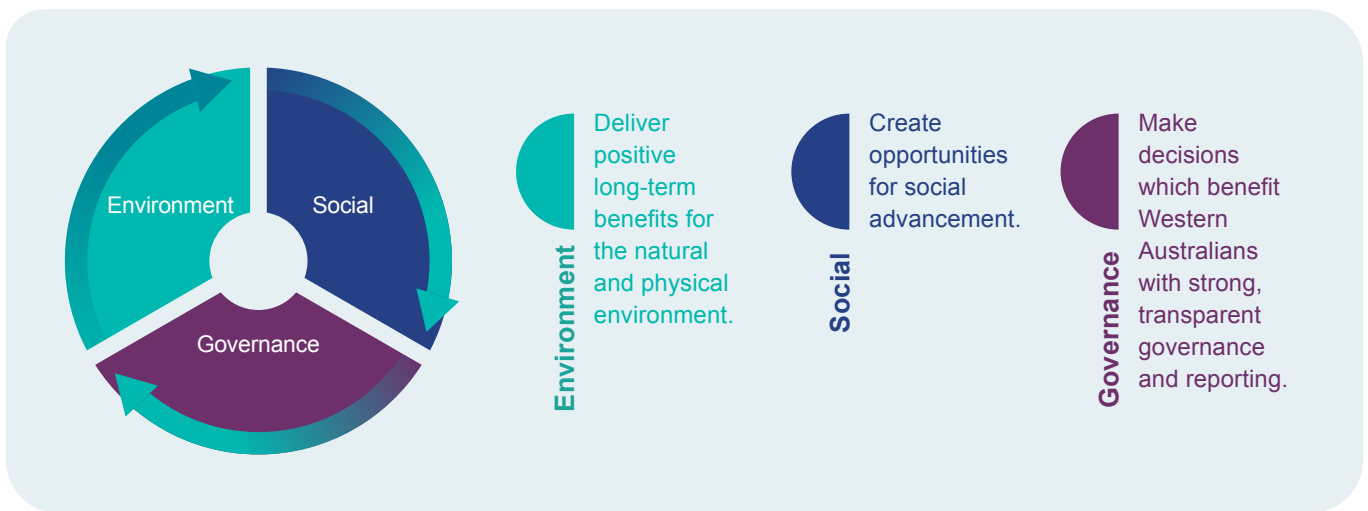 Environment
Social
Governance
Environment
Deliver
positive
long-term
benefits for
the natural
and physical
environment.
Social
Create
opportunities
for social
advancement.
Governance
Make
decisions
which benefit
Western
Australians
with strong,
transparent
governance
and reporting.